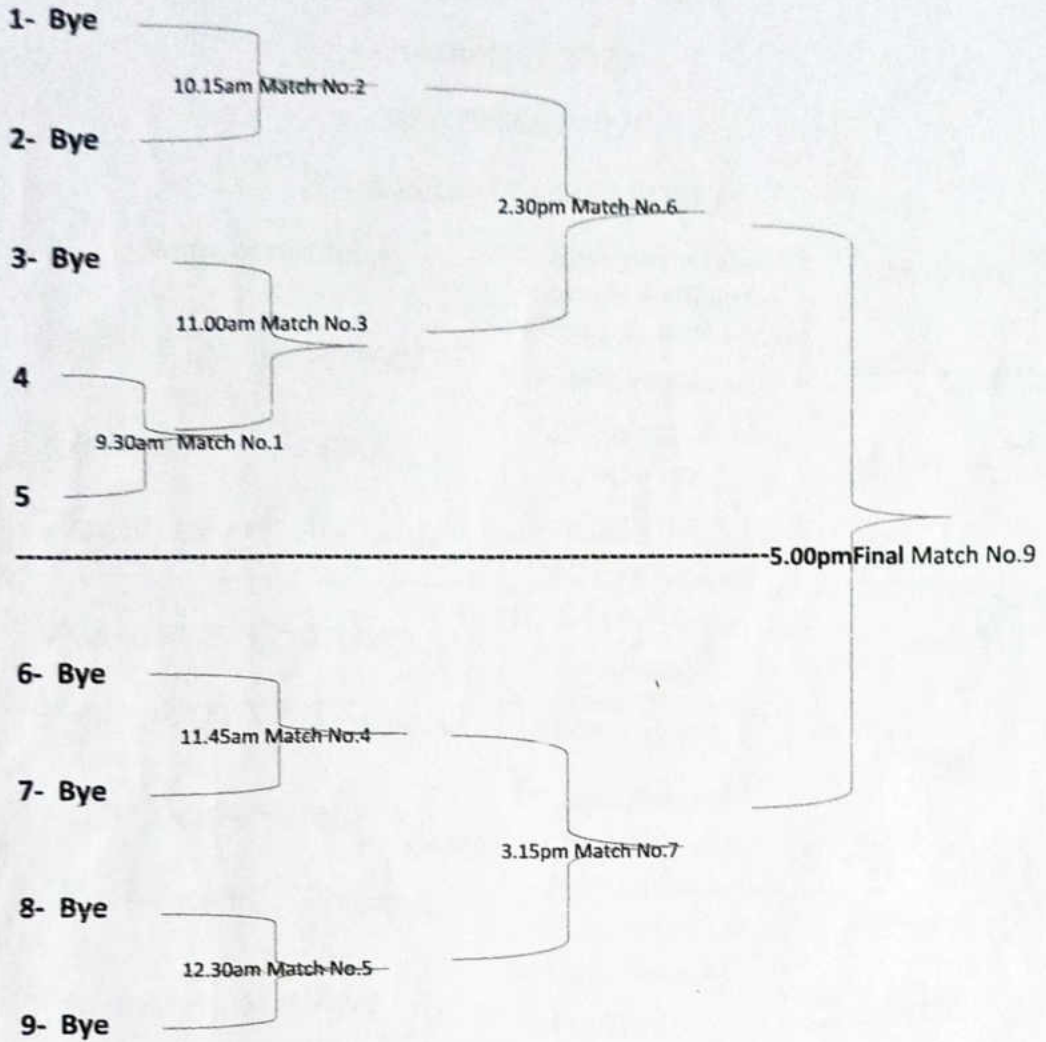 1- Bye
10.15am Match No.2
2- Bye
2.30pm Match No.6
3- Bye
11.00am Match No.3
4
9.30am Match No.1
5
5.00pmFinal Match No.9
6- Bye
11.45am Match No.4
7- Bye
3.15pm Match No.7
8- Bye
12.30am Match No.5
9- Bye